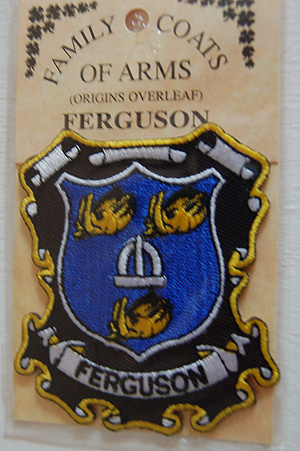 FAMILY COATS
OF ARMS
(ORIGINS OVERLEAF)
FERGUSON
FERGUSON